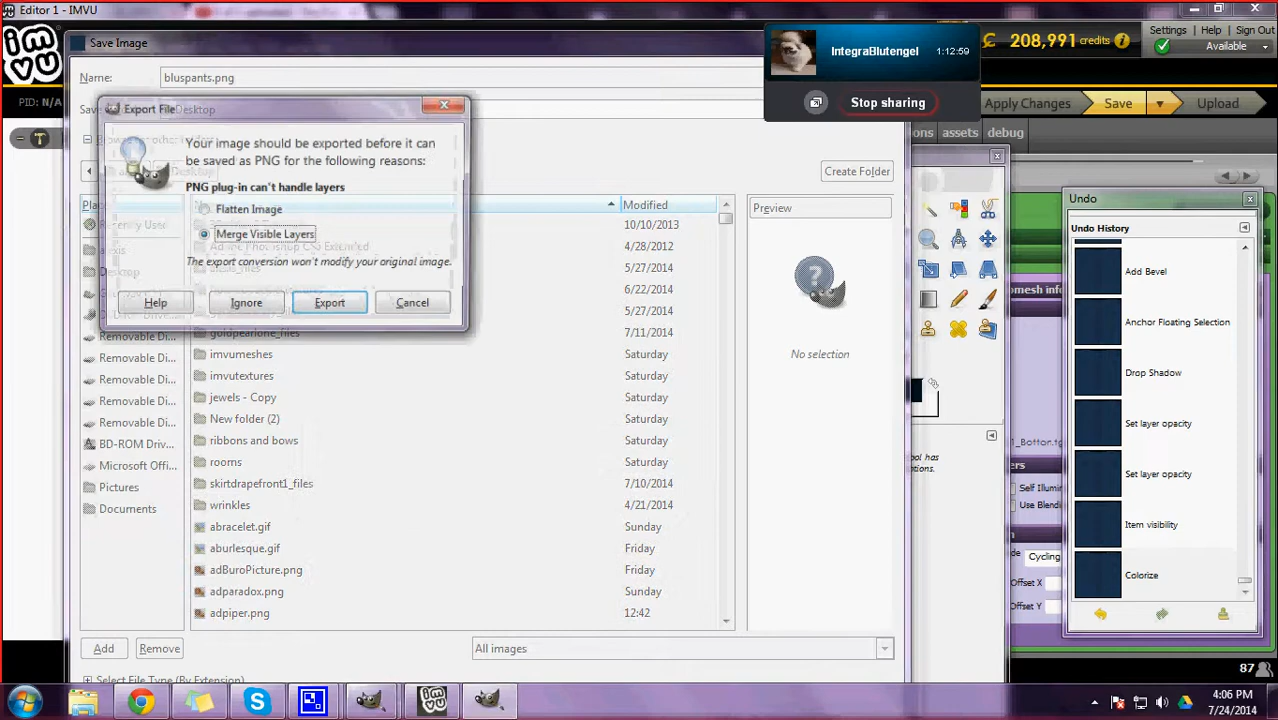 Editor 1 - IMVU
imvu
Save Image
IntegraBlutengel
1:12:59
Stop sharing
208,991 credits
Settings
Help
Sign Out
Available
Name:
bluspants.png
PID: N/A
Apply Changes
Save
Upload
Export File
Desktop
assets
debug
Your image should be exported before it can
be saved as PNG for the following reasons:
PNG plug-in can't handle layers
Flatten Image
Merge Visible Layers
The export conversion won't modify your original image.
Help
Ignore
Export
Cancel
Create Folder
Modified
Preview
No selection
10/10/2013
4/28/2012
5/27/2014
6/22/2014
5/27/2014
goldpearlone_files
7/11/2014
imvumeshes
Saturday
imvutextures
Saturday
jewels - Copy
Saturday
New folder (2)
Saturday
ribbons and bows
Saturday
rooms
Saturday
skirtdrapefront1_files
7/10/2014
wrinkles
4/21/2014
abracelet.gif
Sunday
aburlesque.gif
Friday
adBuroPicture.png
Friday
adparadox.png
Sunday
adpiper.png
12:42
Removable Di...
Removable Di...
Removable Di...
Removable Di...
Removable Di...
BD-ROM Driv...
Microsoft Offi...
Pictures
Documents
Add
Remove
All images
Select File Type (By Extension)
Undo
Undo History
Add Bevel
Anchor Floating Selection
Drop Shadow
Set layer opacity
Set layer opacity
Item visibility
Colorize
omesh info
1_Botton.tg
Self Illumin
Use Blendin
Cycling
Offset X
Offset Y
87
4:06 PM
7/24/2014